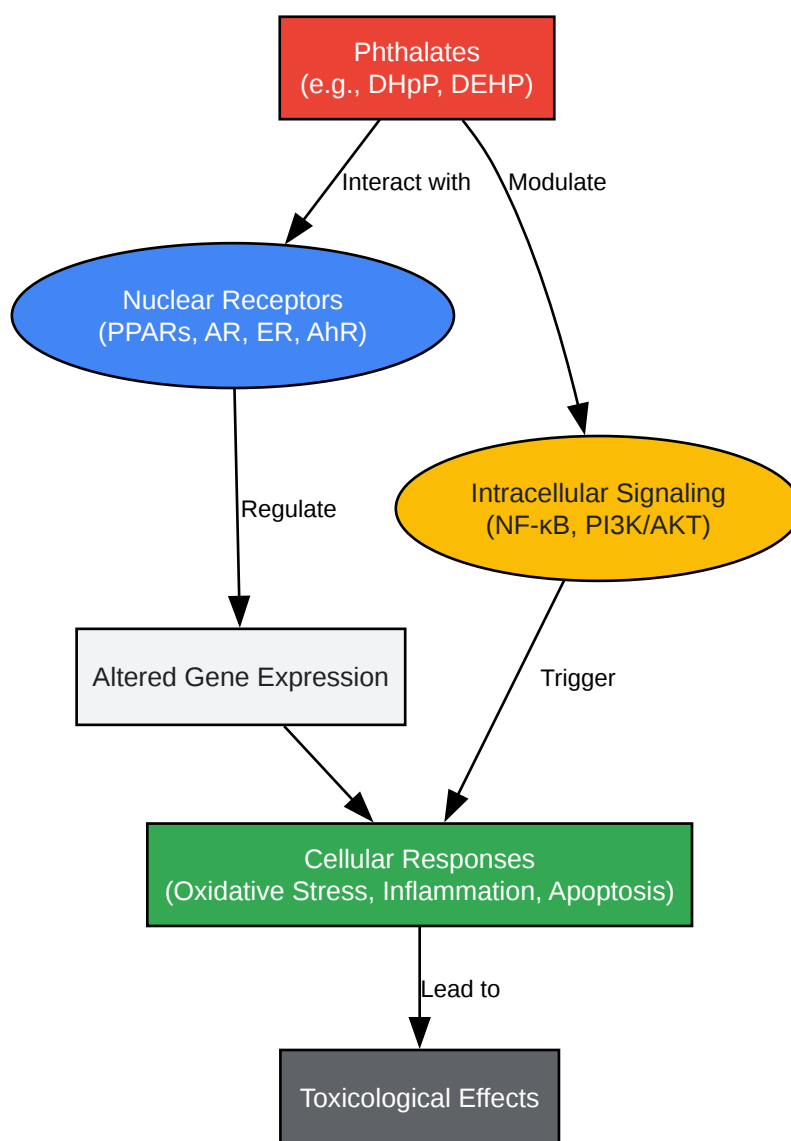 Phthalates
(e.g., DHpP, DEHP)
Interact with
Modulate
Nuclear Receptors
(PPARs, AR, ER, AhR)
Intracellular Signaling
(NF-κB, PI3K/AKT)
Regulate
Altered Gene Expression
Trigger
Cellular Responses
(Oxidative Stress, Inflammation, Apoptosis)
Lead to
Toxicological Effects